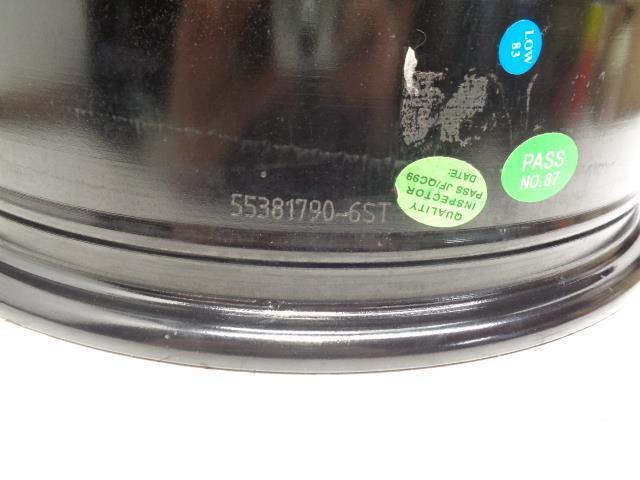 LOW
83
PASS
NO.87
QUALITY
INSPECTOR
PASS JF/QC99
DATE:
55381790-6ST